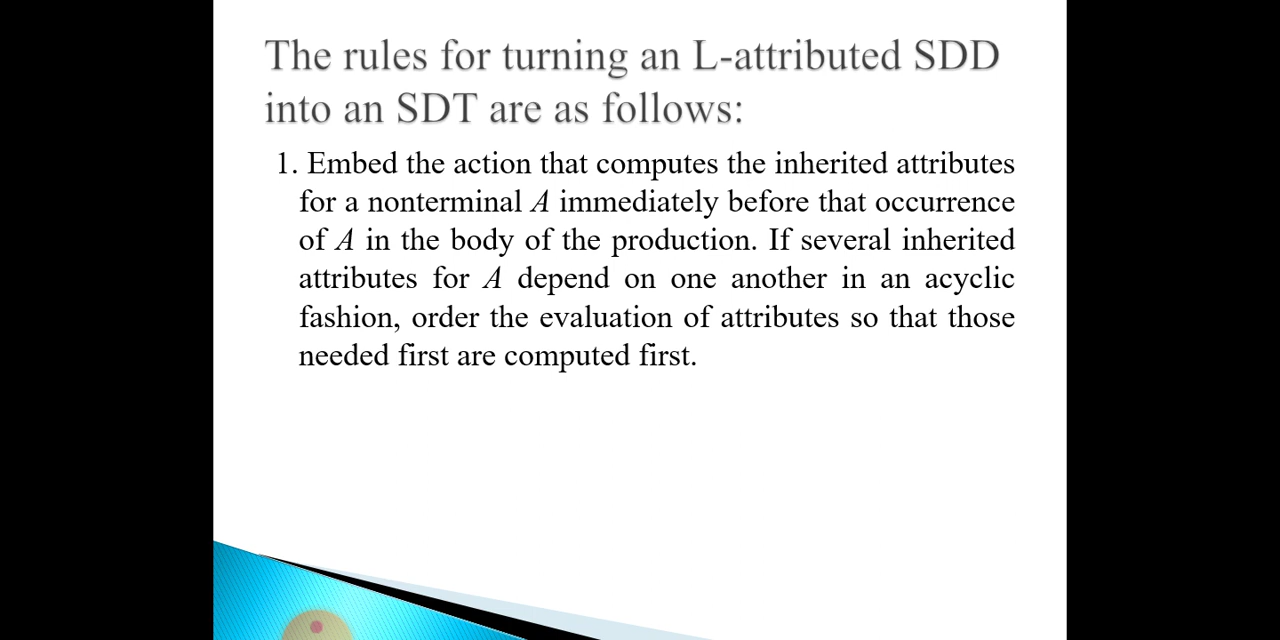 The rules for turning an L-attributed SDD
into an SDT are as follows:
1. Embed the action that computes the inherited attributes
for a nonterminal A immediately before that occurrence
of A in the body of the production. If several inherited
attributes for A depend on one another in an acyclic
fashion, order the evaluation of attributes so that those
needed first are computed first.